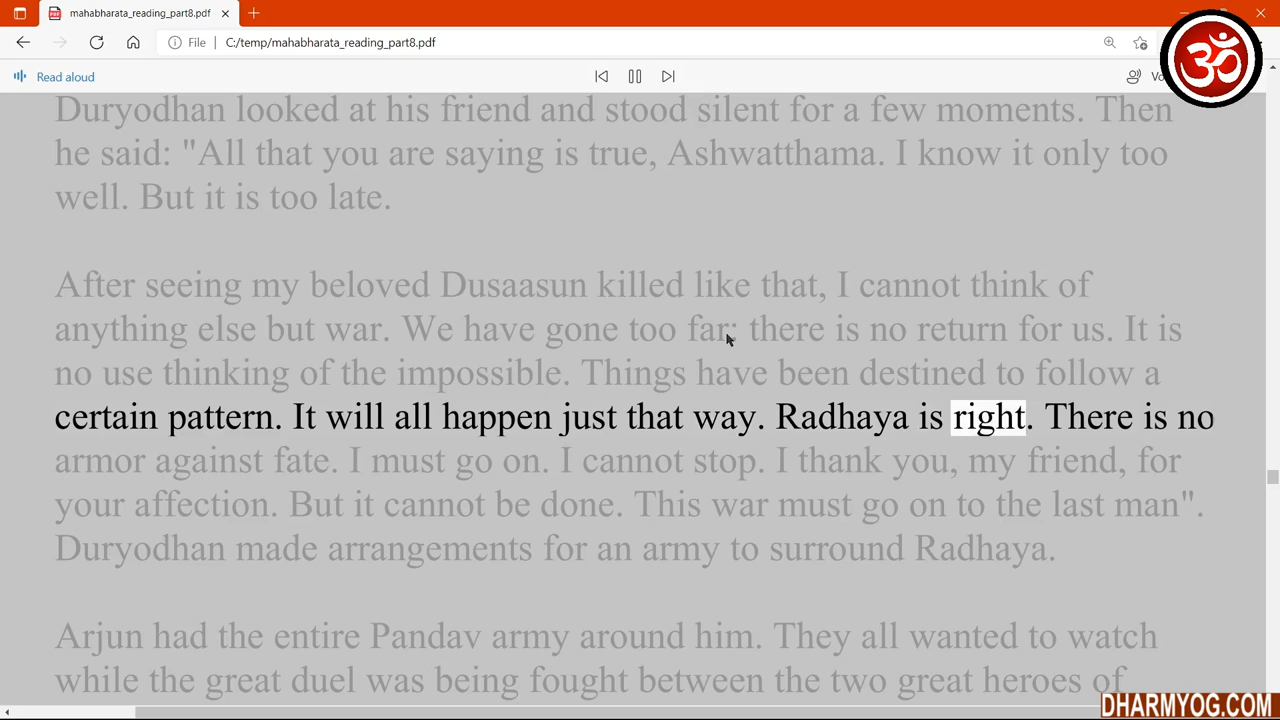 mahabharata_reading_part8.pdf
File C:/temp/mahabharata_reading_part8.pdf
Read aloud
Duryodhan looked at his friend and stood silent for a few moments. Then
he said: "All that you are saying is true, Ashwatthama. I know it only too
well. But it is too late.
After seeing my beloved Dusaasun killed like that, I cannot think of
anything else but war. We have gone too far; there is no return for us. It is
no use thinking of the impossible. Things have been destined to follow a
certain pattern. It will all happen just that way. Radhaya is right. There is no
armor against fate. I must go on. I cannot stop. I thank you, my friend, for
your affection. But it cannot be done. This war must go on to the last man".
Duryodhan made arrangements for an army to surround Radhaya.
Arjun had the entire Pandav army around him. They all wanted to watch
while the great duel was being fought between the two great heroes of
ॐ
DHARMYOG.COM